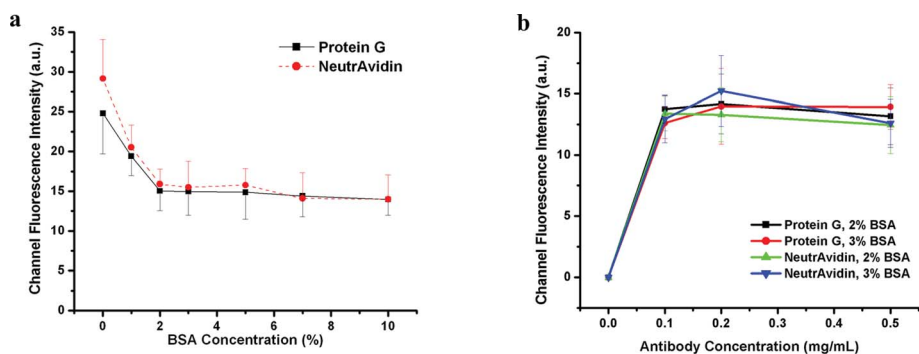 a
Channel Fluorescence Intensity (a.u.)
35
30
25
20
15
10
5
0
Protein G
NeutrAvidin
0 2 4 6 8 10
BSA Concentration (%)
b
Channel Fluorescence Intensity (a.u.)
20
15
10
5
0
Protein G, 2% BSA
Protein G, 3% BSA
NeutrAvidin, 2% BSA
NeutrAvidin, 3% BSA
0.0 0.1 0.2 0.3 0.4 0.5
Antibody Concentration (mg/mL)